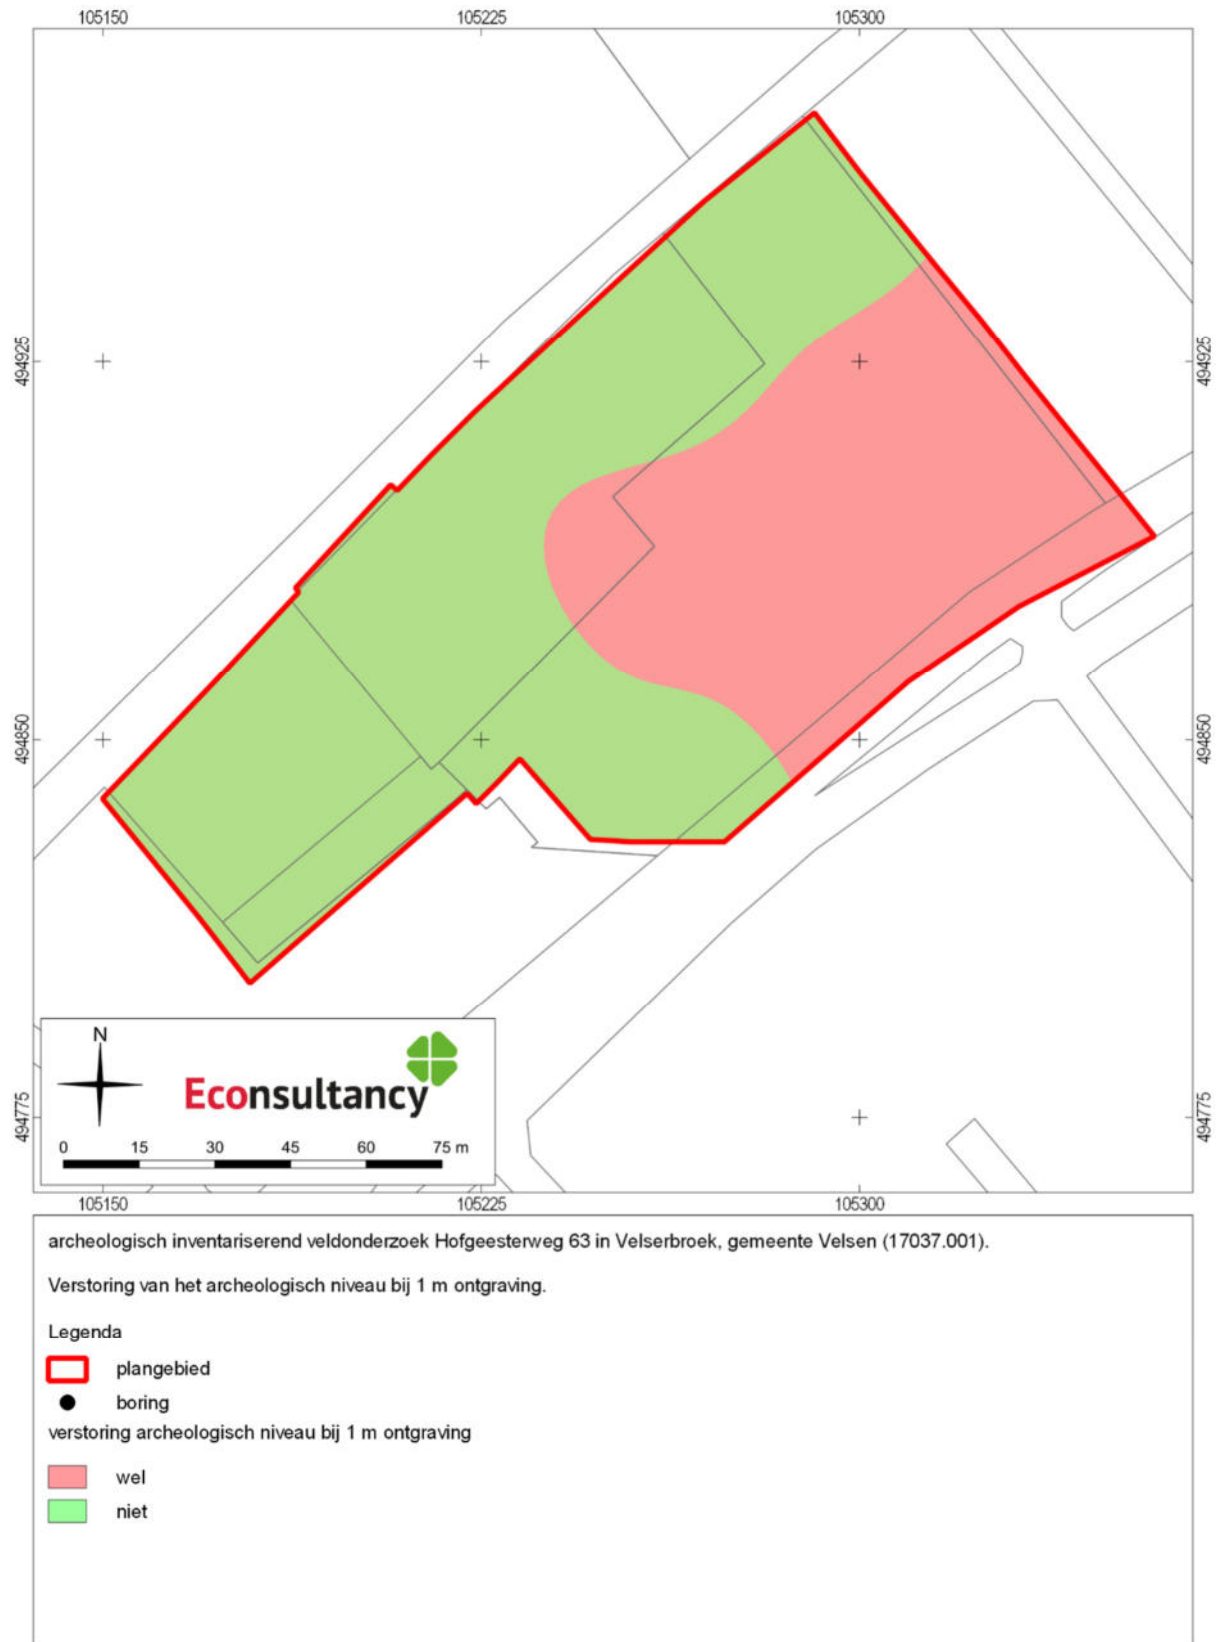 105150 105225 105300
494925 494925
494850 494850
494775 494775
N
Econsultancy
0 15 30 45 60 75 m
105150 105225 105300
archeologisch inventariserend veldonderzoek Hofgeesterweg 63 in Velserbroek, gemeente Velsen (17037.001).
Verstoring van het archeologisch niveau bij 1 m ontgraving.
Legenda
plangebied
boring
verstoring archeologisch niveau bij 1 m ontgraving
wel
niet